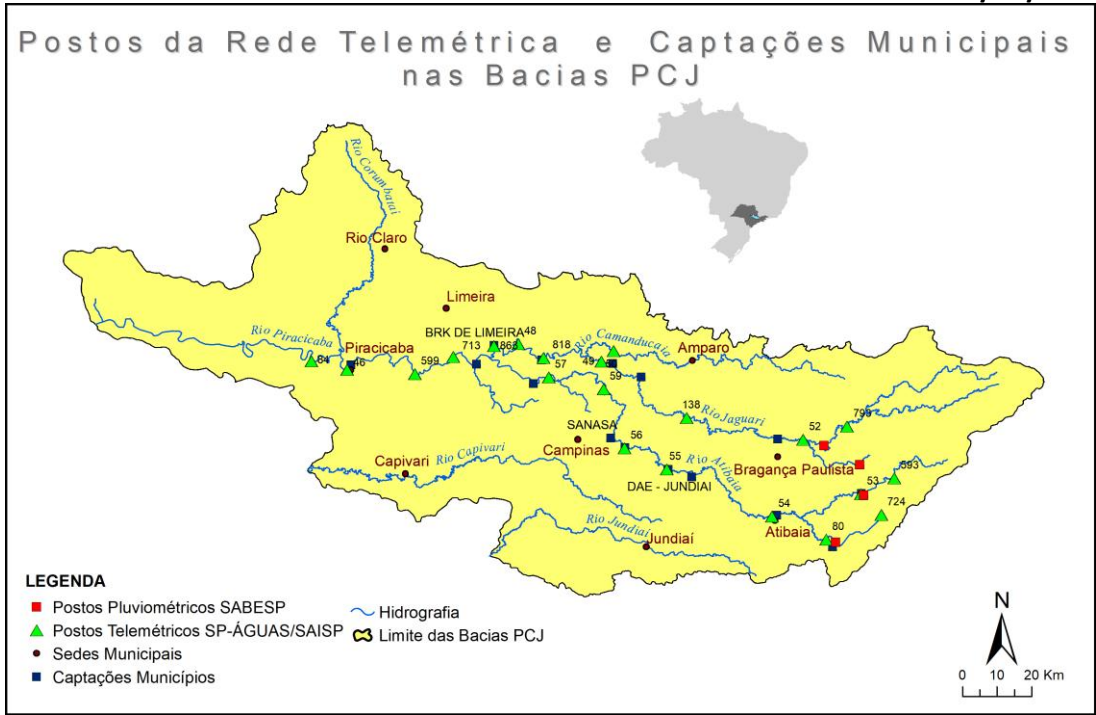 Postos da Rede Telemétrica e Captações Municipais
nas Bacias PCJ
Rio Corumbataí
Rio Claro
Limeira
BRK DE LIMEIRA
48
713
868
818
Rio Camanducaia
Rio Piracicaba
Piracicaba
Amparo
84
46
599
57
49
59
138
Rio Jaguari
52
799
SANASA
Campinas
56
Rio Capivari
Capivari
55
Rio Atibaia
Bragança Paulista
DAE - JUNDIAI
593
53
724
54
Atibaia
80
Rio Jundiaí
Jundiaí
LEGENDA
Postos Pluviométricos SABESP
Postos Telemétricos SP-ÁGUAS/SAISP
Sedes Municipais
Captações Municípios
Hidrografia
Limite das Bacias PCJ
N
0 10 20 Km